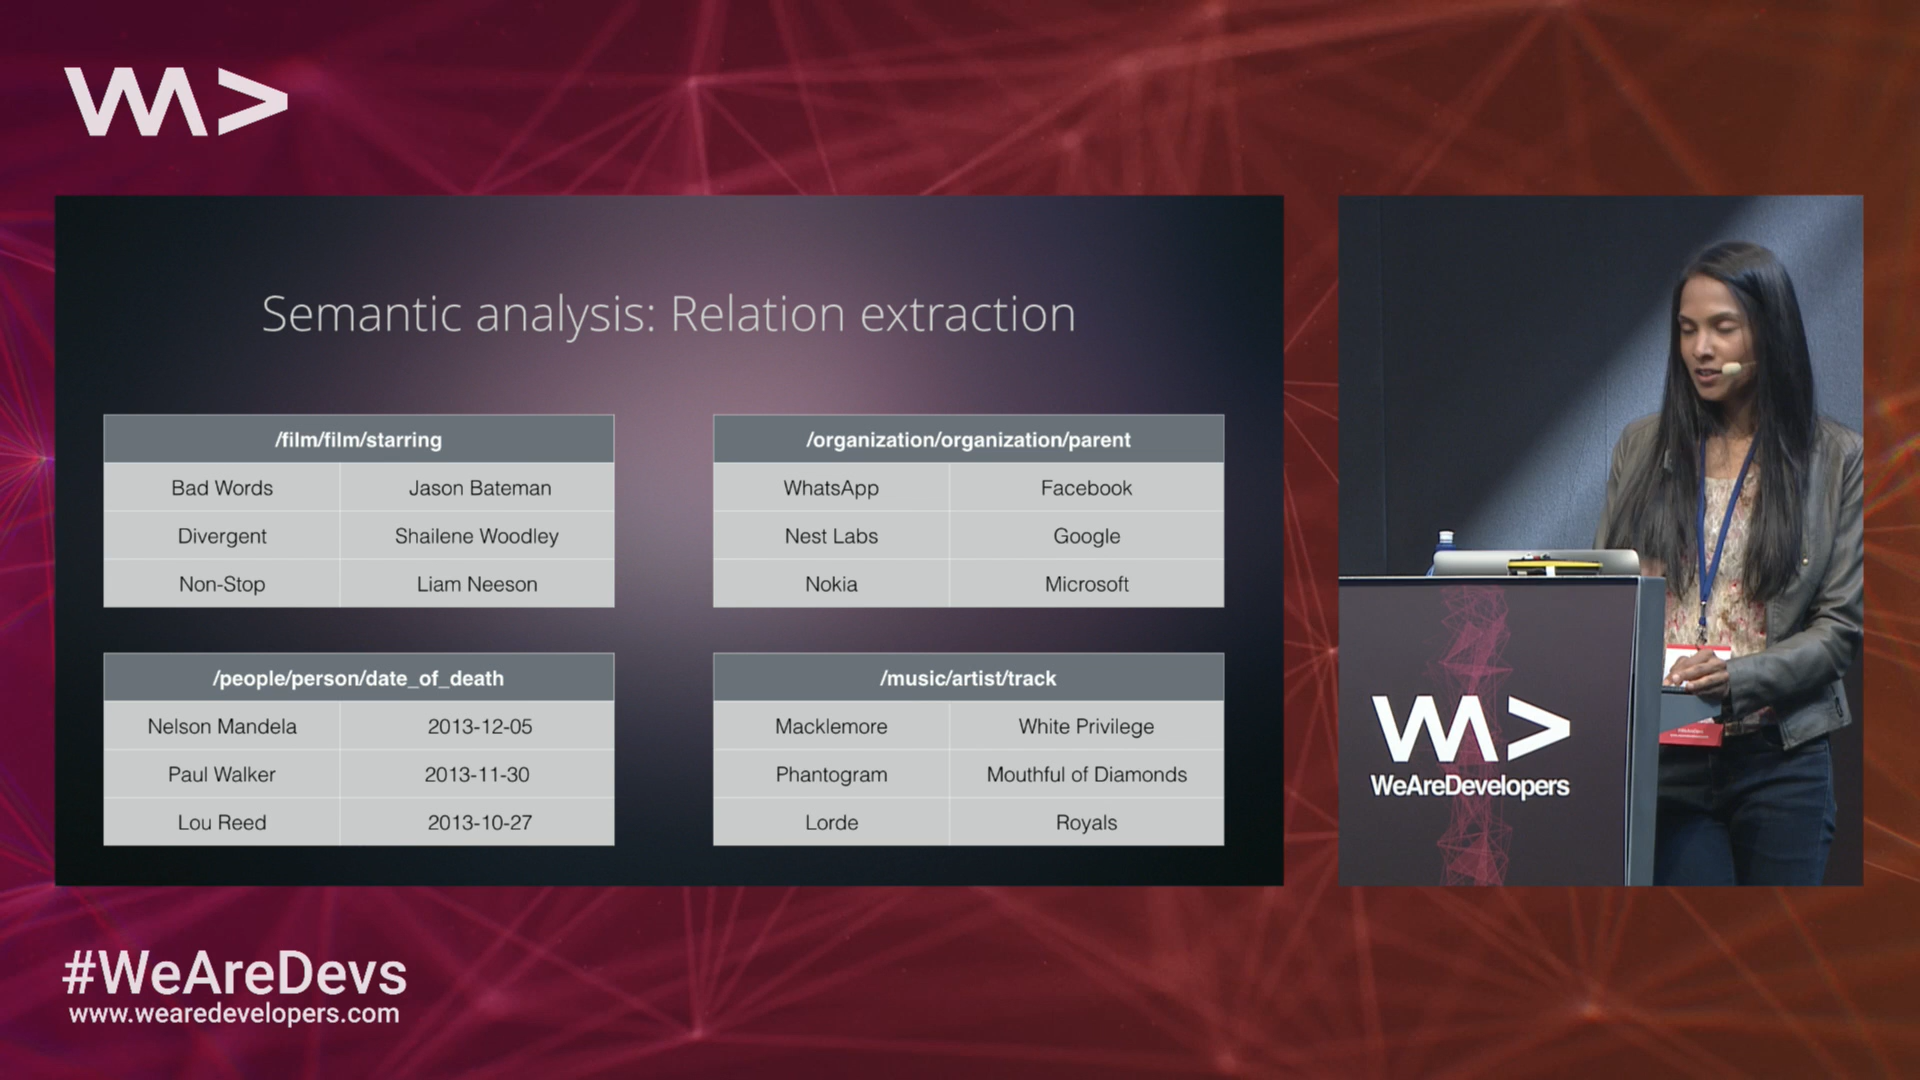 WA>
Semantic analysis: Relation extraction
/film/film/starring
Bad Words Jason Bateman
Divergent Shailene Woodley
Non-Stop Liam Neeson
/organization/organization/parent
WhatsApp Facebook
Nest Labs Google
Nokia Microsoft
/people/person/date_of_death
Nelson Mandela 2013-12-05
Paul Walker 2013-11-30
Lou Reed 2013-10-27
/music/artist/track
Macklemore White Privilege
Phantogram Mouthful of Diamonds
Lorde Royals
WA>
WeAreDevelopers
#WeAreDevs
www.wearedevelopers.com